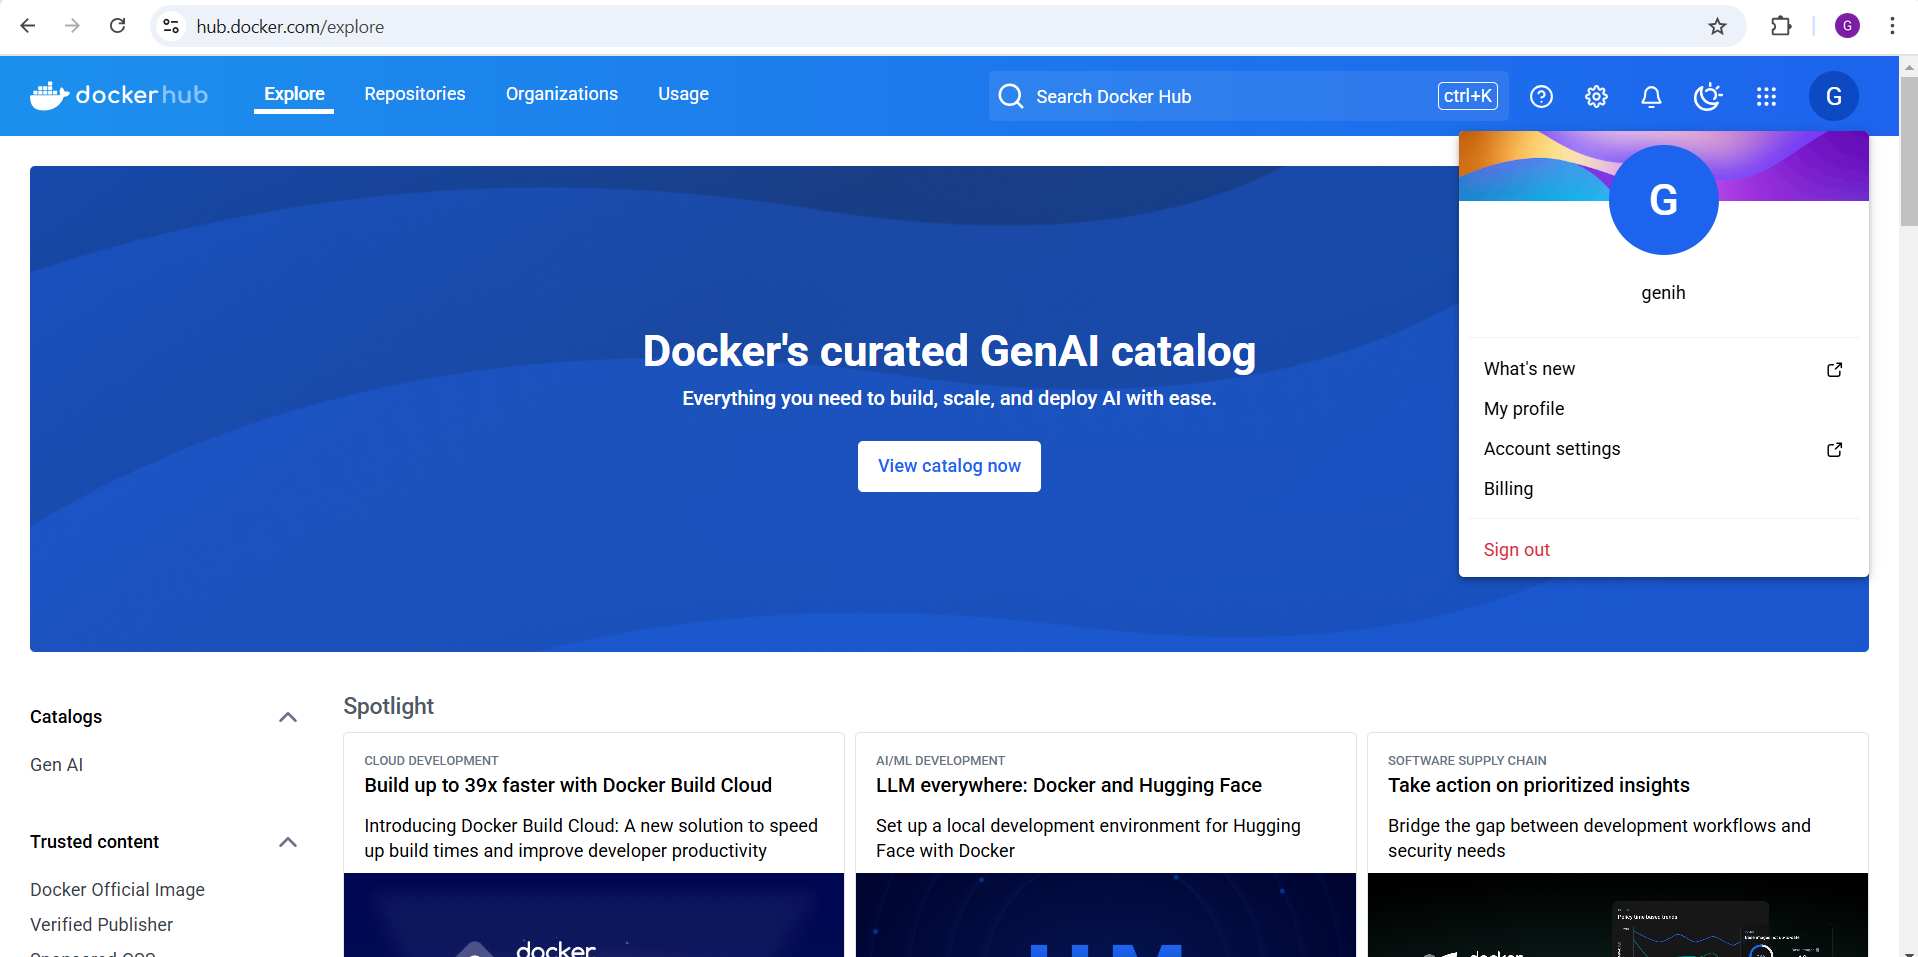 hub.docker.com/explore
G
docker hub
Explore
Repositories
Organizations
Usage
Search Docker Hub
ctrl+K
G
G
genih
What's new
My profile
Account settings
Billing
Sign out
Docker's curated GenAI catalog
Everything you need to build, scale, and deploy AI with ease.
View catalog now
Catalogs
Gen AI
Trusted content
Docker Official Image
Verified Publisher
Spotlight
CLOUD DEVELOPMENT
Build up to 39x faster with Docker Build Cloud
Introducing Docker Build Cloud: A new solution to speed
up build times and improve developer productivity
docker
AI/ML DEVELOPMENT
LLM everywhere: Docker and Hugging Face
Set up a local development environment for Hugging
Face with Docker
SOFTWARE SUPPLY CHAIN
Take action on prioritized insights
Bridge the gap between development workflows and
security needs
Policy time based trends
docker